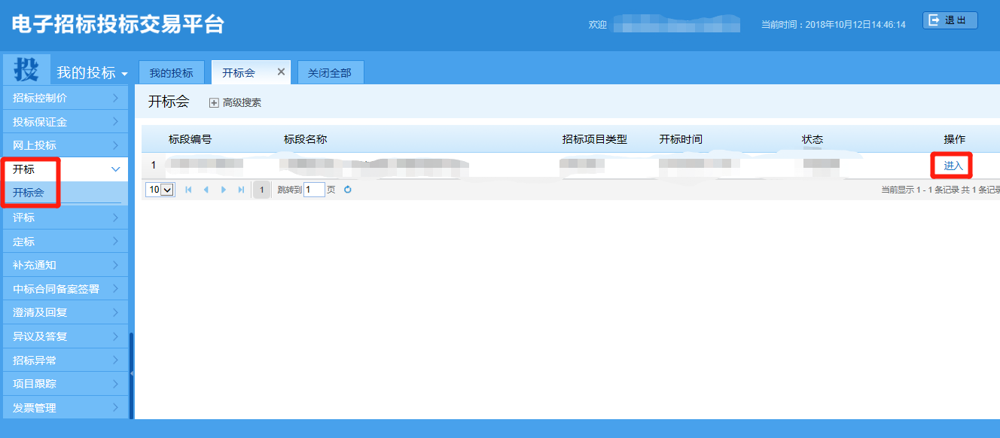 电子招标投标交易平台
欢迎
当前时间：2018年10月12日14:46:14
退出
投 我的投标
我的投标
开标会
关闭全部
招标控制价
投标保证金
网上投标
开标
开标会
评标
定标
补充通知
中标合同备案签署
澄清及回复
异议及答复
招标异常
项目跟踪
发票管理
开标会
高级搜索
标段编号 标段名称 招标项目类型 开标时间 状态 操作
1 进入
10 1 跳转到 1 页 当前显示 1 - 1 条记录 共 1 条记录